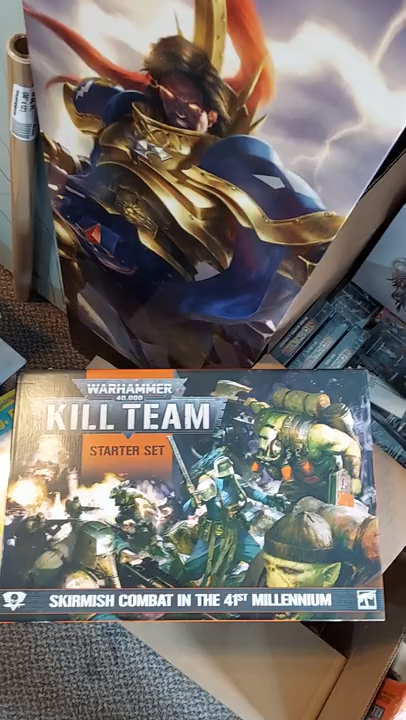 WARHAMMER
40,000
KILL TEAM
STARTER SET
SKIRMISH COMBAT IN THE 41ST MILLENNIUM